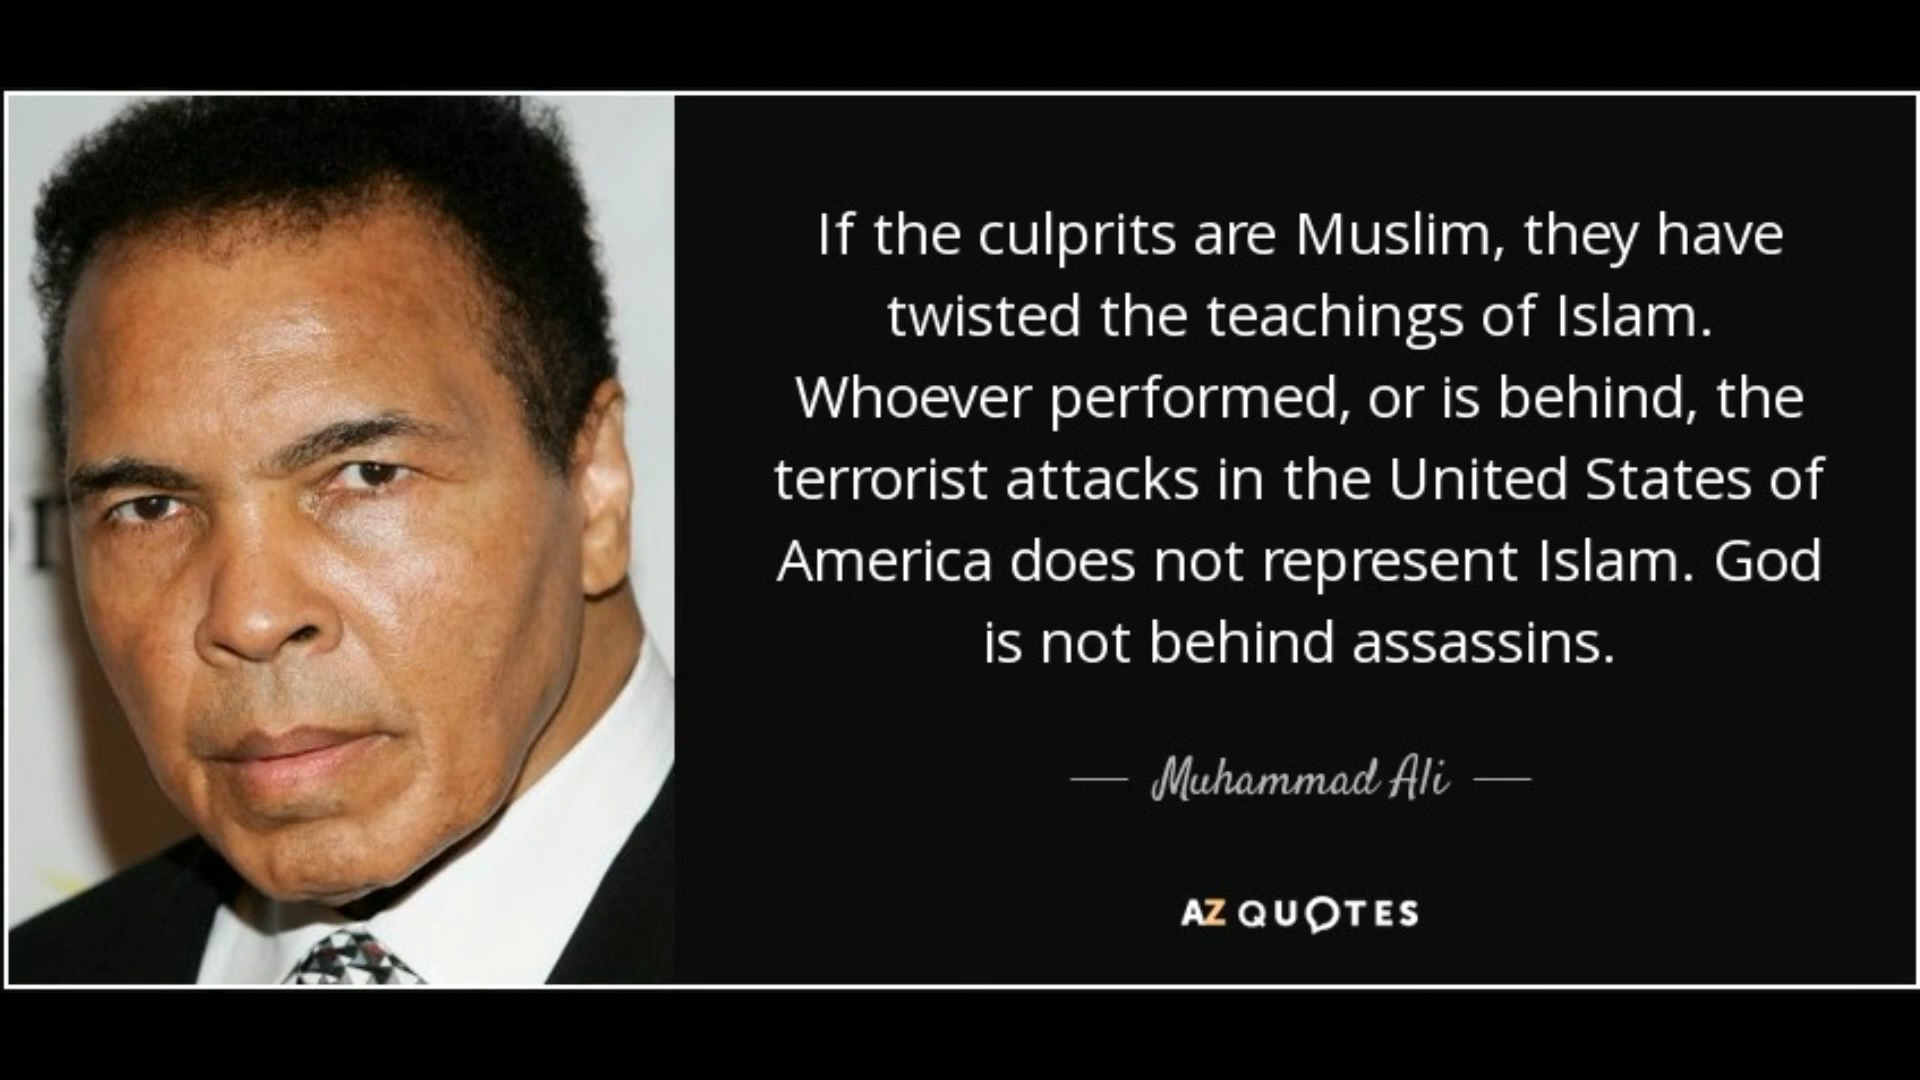 If the culprits are Muslim, they have
twisted the teachings of Islam.
Whoever performed, or is behind, the
terrorist attacks in the United States of
America does not represent Islam. God
is not behind assassins.
Muhammad Ali
AZ QUOTES